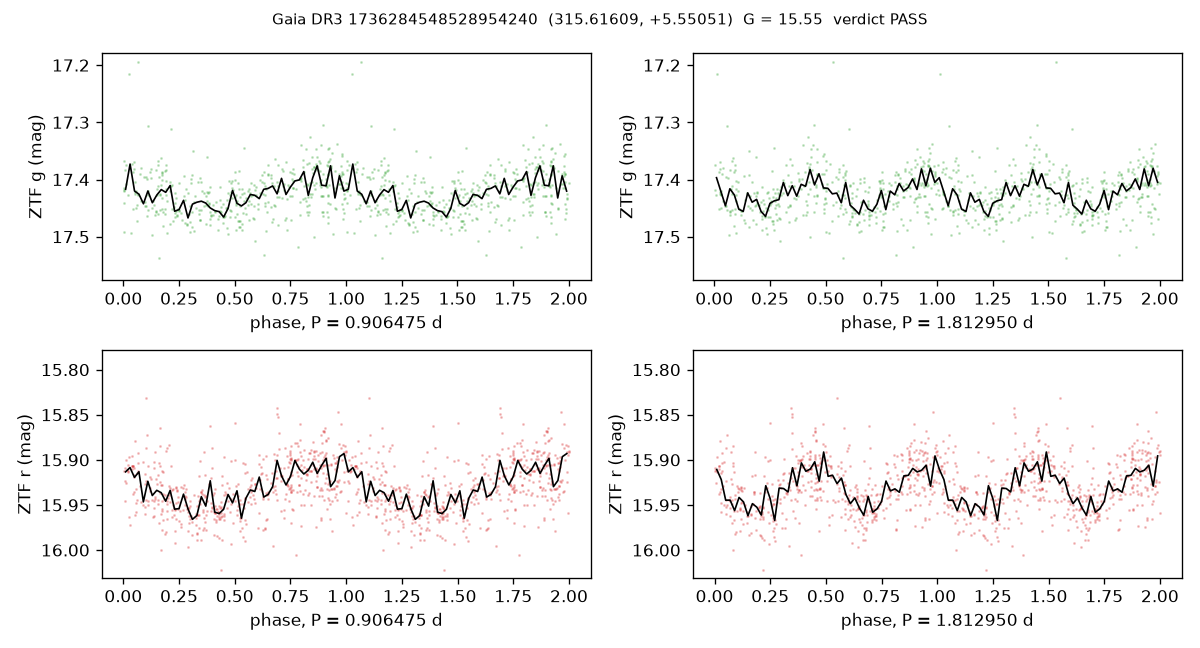 Gaia DR3 1736284548528954240 (315.61609, +5.55051) G = 15.55 verdict PASS
ZTF g (mag)
17.2
17.3
17.4
17.5
0.00 0.25 0.50 0.75 1.00 1.25 1.50 1.75 2.00
phase, P = 0.906475 d
ZTF g (mag)
17.2
17.3
17.4
17.5
0.00 0.25 0.50 0.75 1.00 1.25 1.50 1.75 2.00
phase, P = 1.812950 d
ZTF r (mag)
15.80
15.85
15.90
15.95
16.00
0.00 0.25 0.50 0.75 1.00 1.25 1.50 1.75 2.00
phase, P = 0.906475 d
ZTF r (mag)
15.80
15.85
15.90
15.95
16.00
0.00 0.25 0.50 0.75 1.00 1.25 1.50 1.75 2.00
phase, P = 1.812950 d